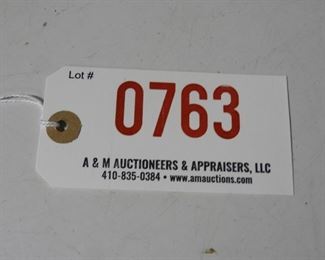 Lot #
0763
A & M AUCTIONEERS & APPRAISERS, LLC
410-835-0384 • www.amauctions.com